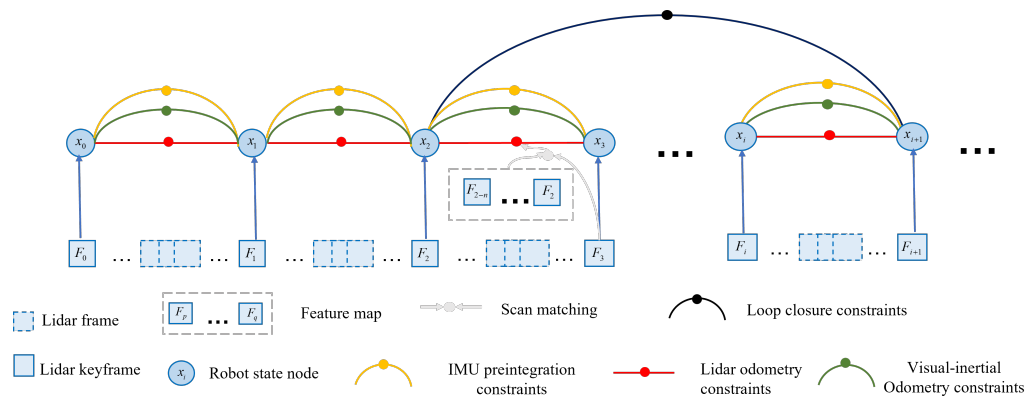 x0 x1 x2 x3 ... xi xi+1 ...
F2-n ... F2
F0 ... ... F1 ... ... F2 ... ... F3 Fi ... ... Fi+1
Fp ... Fq Feature map Scan matching Loop closure constraints
Lidar frame
Lidar keyframe xi Robot state node IMU preintegration
constraints Lidar odometry
constraints Visual-inertial
Odometry constraints